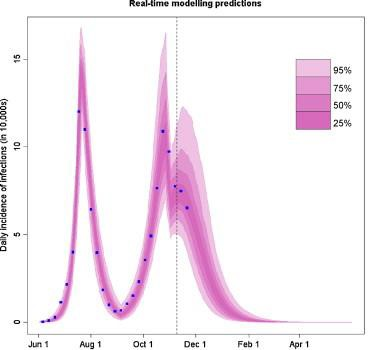 Real-time modelling predictions
Daily incidence of infections (in 10,000s)
15
10
5
0
95%
75%
50%
25%
Jun 1 Aug 1 Oct 1 Dec 1 Feb 1 Apr 1